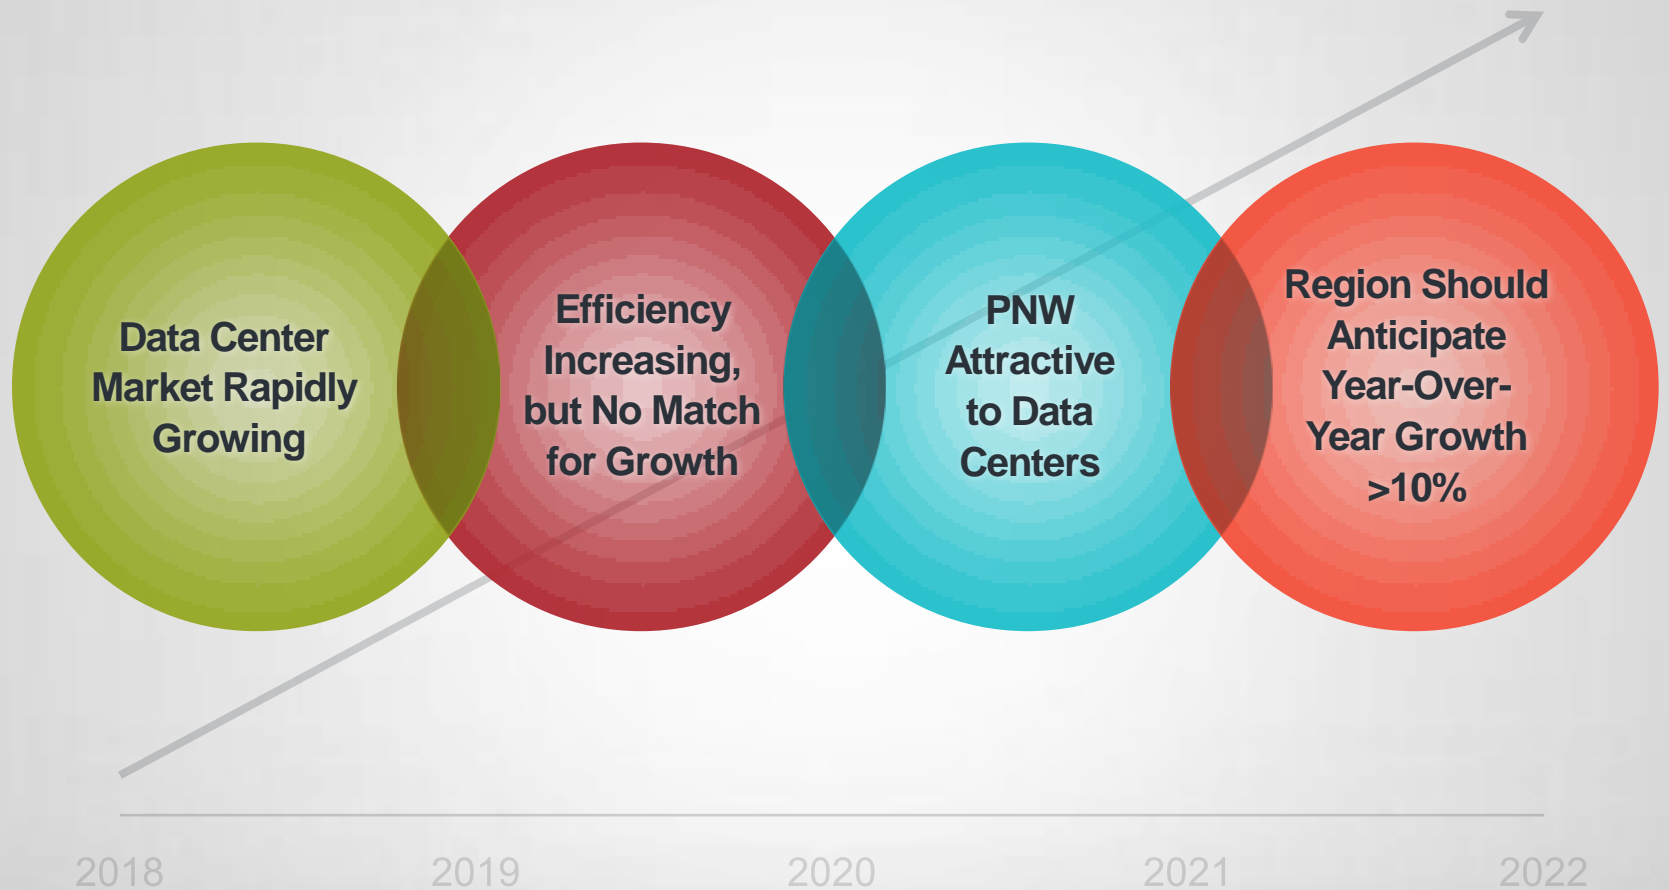 Data Center
Market Rapidly
Growing
Efficiency
Increasing,
but No Match
for Growth
PNW
Attractive
to Data
Centers
Region Should
Anticipate
Year-Over-
Year Growth
>10%
2018 2019 2020 2021 2022